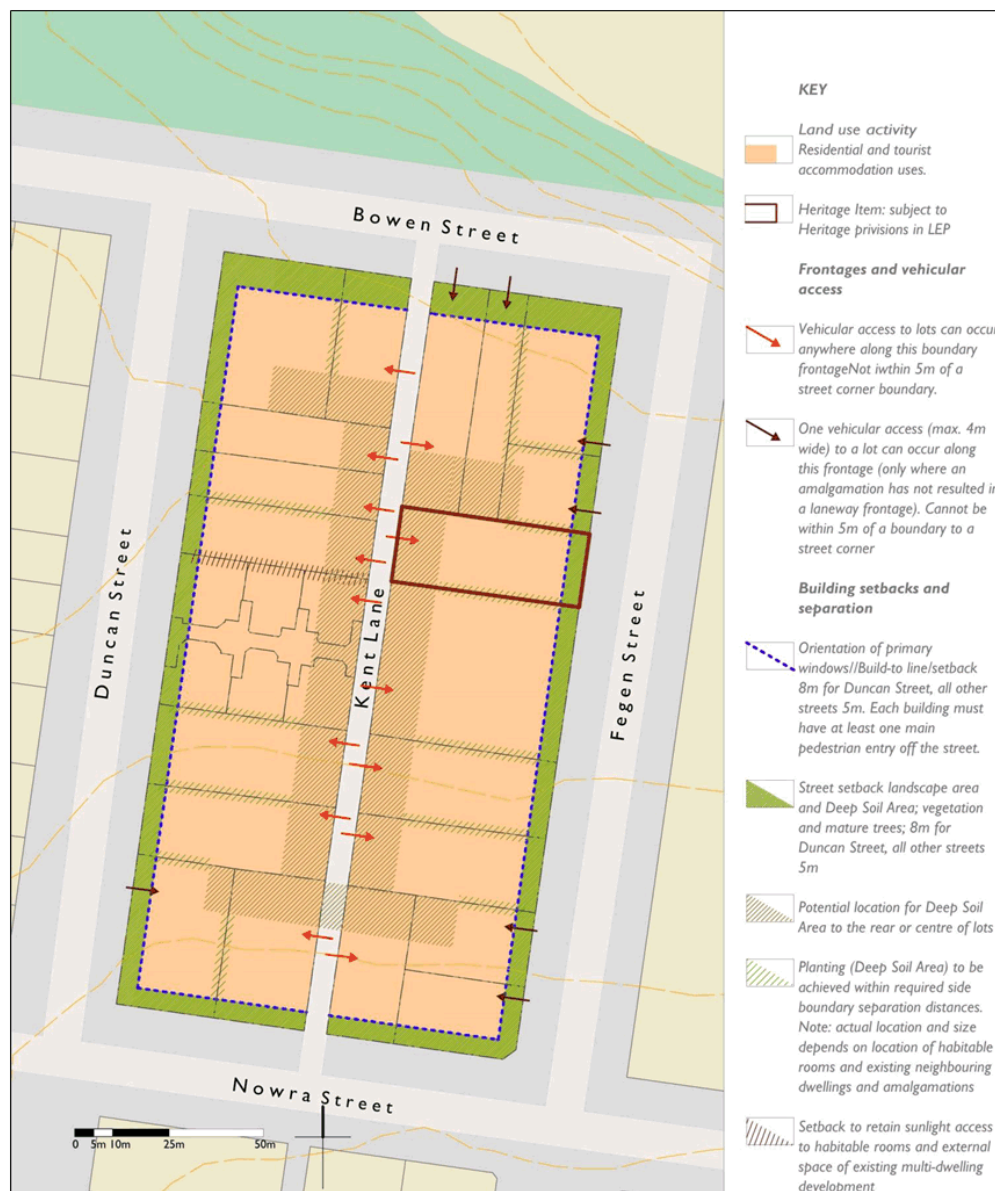 Bowen Street
Duncan Street
Kent Lane
Fegen Street
Nowra Street
0 5m 10m 25m 50m
KEY
Land use activity
Residential and tourist
accommodation uses.
Heritage Item: subject to
Heritage privisions in LEP
Frontages and vehicular
access
Vehicular access to lots can occur
anywhere along this boundary
frontageNot iwthin 5m of a
street corner boundary.
One vehicular access (max. 4m
wide) to a lot can occur along
this frontage (only where an
amalgamation has not resulted in
a laneway frontage). Cannot be
within 5m of a boundary to a
street corner
Building setbacks and
separation
Orientation of primary
windows//Build-to line/setback
8m for Duncan Street, all other
streets 5m. Each building must
have at least one main
pedestrian entry off the street.
Street setback landscape area
and Deep Soil Area; vegetation
and mature trees; 8m for
Duncan Street, all other streets
5m
Potential location for Deep Soil
Area to the rear or centre of lots
Planting (Deep Soil Area) to be
achieved within required side
boundary separation distances.
Note: actual location and size
depends on location of habitable
rooms and existing neighbouring
dwellings and amalgamations
Setback to retain sunlight access
to habitable rooms and external
space of existing multi-dwelling
development